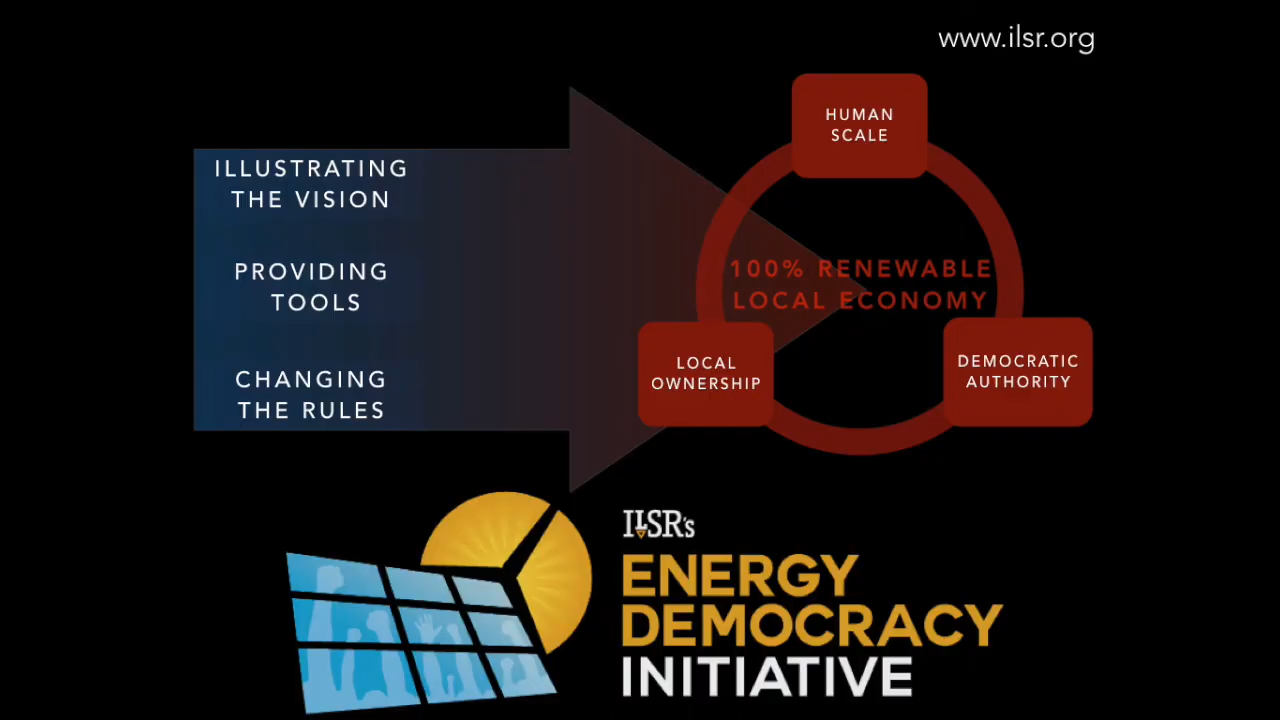 www.ilsr.org
ILLUSTRATING
THE VISION
PROVIDING
TOOLS
CHANGING
THE RULES
HUMAN
SCALE
100% RENEWABLE
LOCAL ECONOMY
LOCAL
OWNERSHIP
DEMOCRATIC
AUTHORITY
ILSR's
ENERGY
DEMOCRACY
INITIATIVE